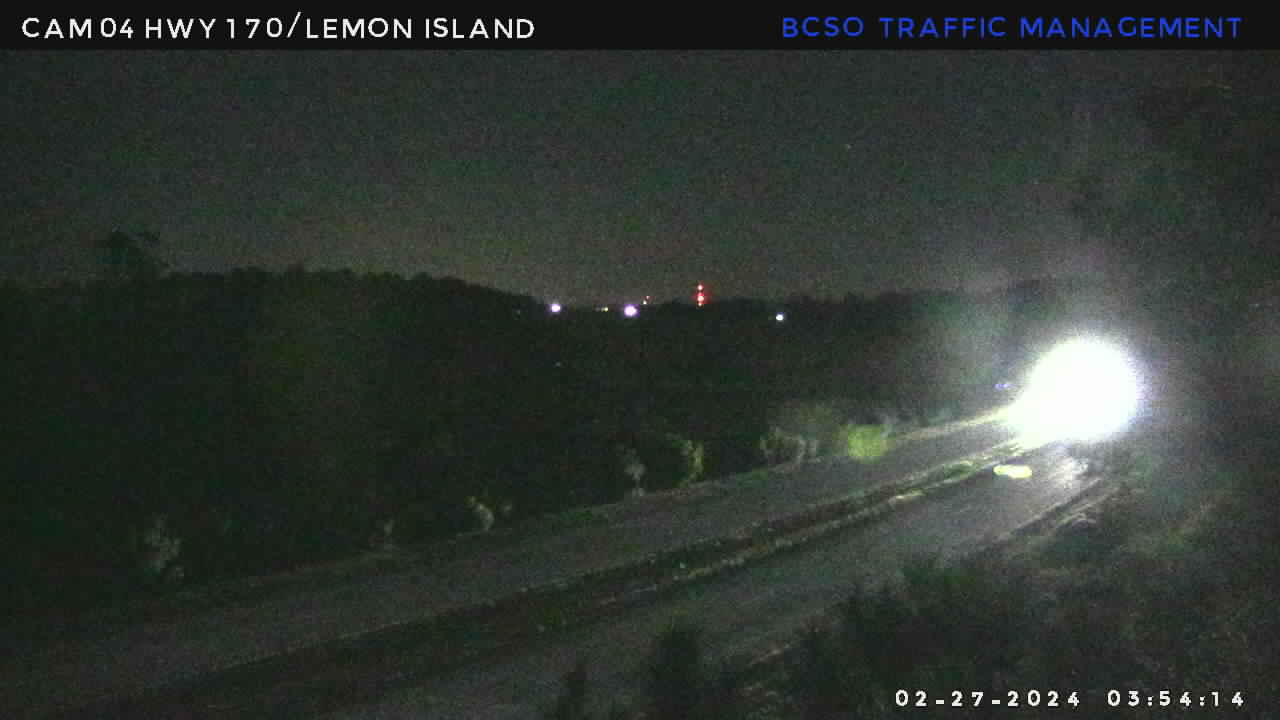 CAM04 HWY 170/LEMON ISLAND
BCSO TRAFFIC MANAGEMENT
02-27-2024 03:54:14